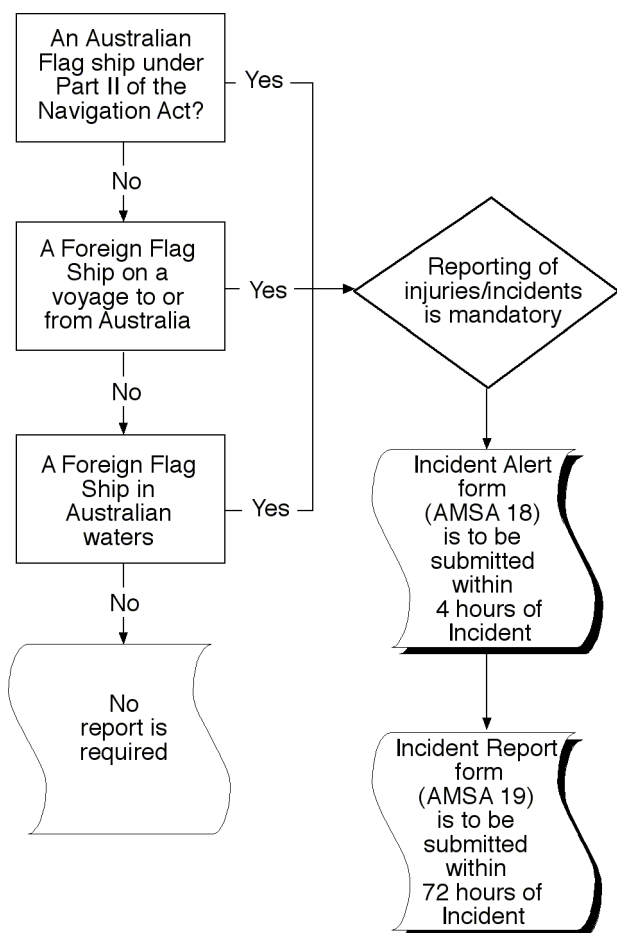 An Australian
Flag ship under
Part II of the
Navigation Act?
Yes
No
A Foreign Flag
Ship on a
voyage to or
from Australia
Yes
No
A Foreign Flag
Ship in
Australian
waters
Yes
No
No
report is
required
Reporting of
injuries/incidents
is mandatory
Incident Alert
form
(AMSA 18)
is to be
submitted
within
4 hours of
Incident
Incident Report
form
(AMSA 19)
is to be
submitted
within
72 hours of
Incident